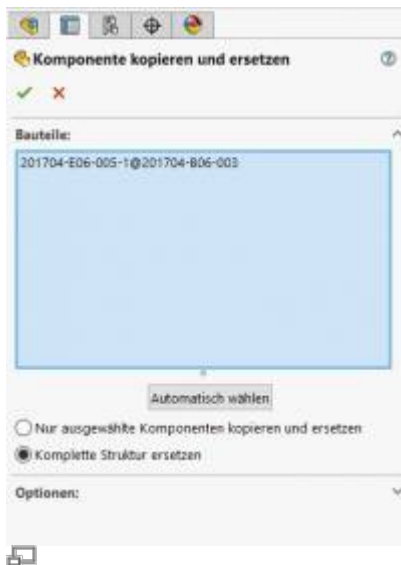 Komponente kopieren und ersetzen
Bauteile:
201704-E06-005-1@201704-B06-003
Automatisch wählen
Nur ausgewählte Komponenten kopieren und ersetzen
Komplette Struktur ersetzen
Optionen: